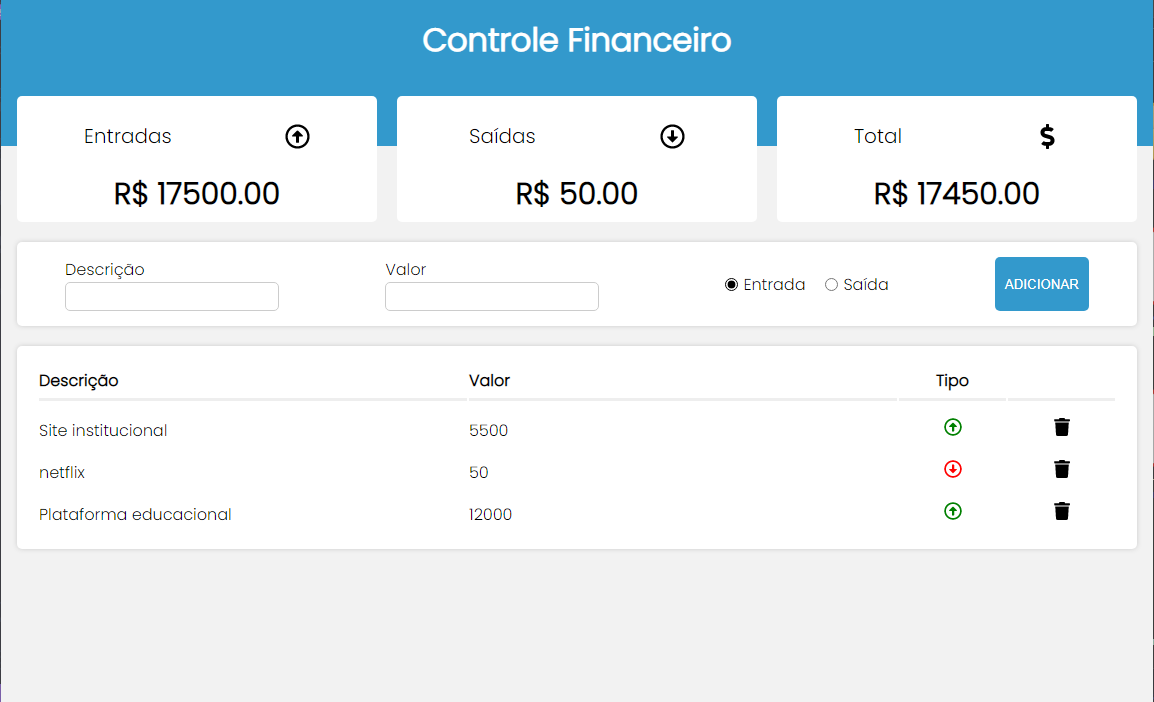 Controle Financeiro
Entradas
Saídas
Total
R$ 17500.00
R$ 50.00
R$ 17450.00
Descrição
Valor
Entrada
Saída
ADICIONAR
Descrição
Valor
Tipo
Site institucional
5500
netflix
50
Plataforma educacional
12000